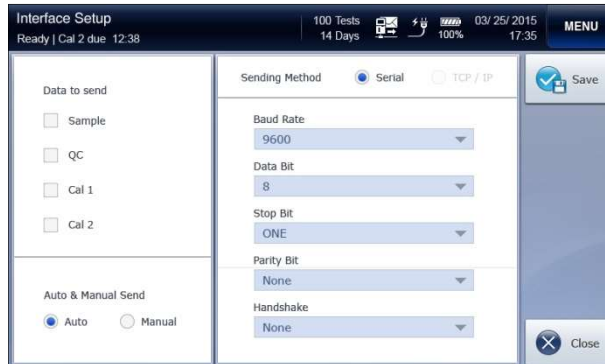 Interface Setup
Ready | Cal 2 due 12:38
100 Tests
14 Days
100%
03/ 25/ 2015
17:35
MENU
Data to send
Sample
QC
Cal 1
Cal 2
Auto & Manual Send
Auto
Manual
Sending Method
Serial
TCP / IP
Baud Rate
9600
Data Bit
8
Stop Bit
ONE
Parity Bit
None
Handshake
None
Save
Close